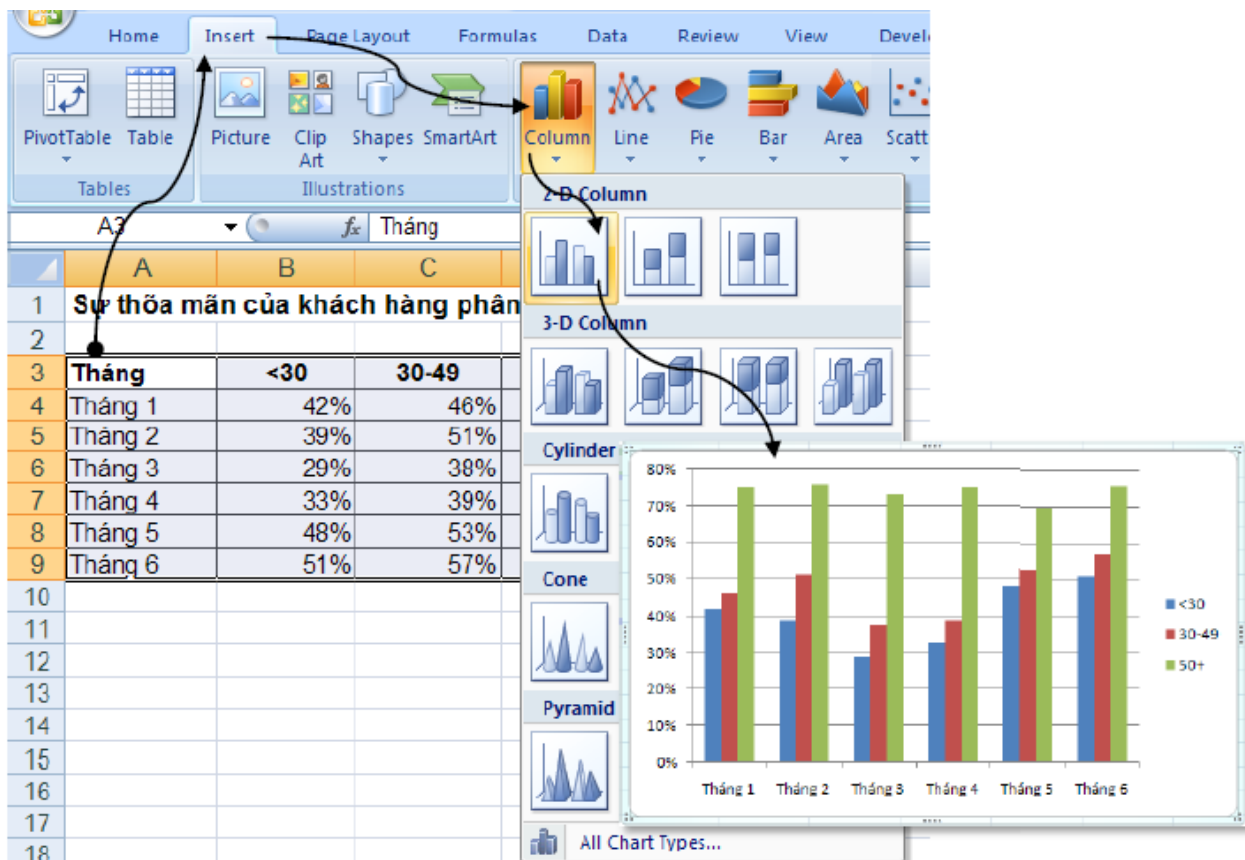 Home Insert Page Layout Formulas Data Review View Devel
PivotTable Table Picture Clip Art Shapes SmartArt Column Line Pie Bar Area Scatt
Tables Illustrations
A3 fx Tháng
2-D Column
A B C
1 Sự thõa mãn của khách hàng phân
2
3-D Column
3 Tháng <30 30-49
4 Tháng 1 42% 46%
5 Tháng 2 39% 51%
6 Tháng 3 29% 38%
7 Tháng 4 33% 39%
8 Tháng 5 48% 53%
9 Tháng 6 51% 57%
10
11
12
13
14
15
16
17
18
Cylinder
Cone
Pyramid
All Chart Types...
80%
70%
60%
50%
40%
30%
20%
10%
0%
Tháng 1 Tháng 2 Tháng 3 Tháng 4 Tháng 5 Tháng 6
<30
30-49
50+